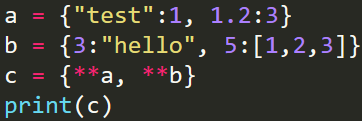 a = {"test":1, 1.2:3}
b = {3:"hello", 5:[1,2,3]}
c = {**a, **b}
print(c)